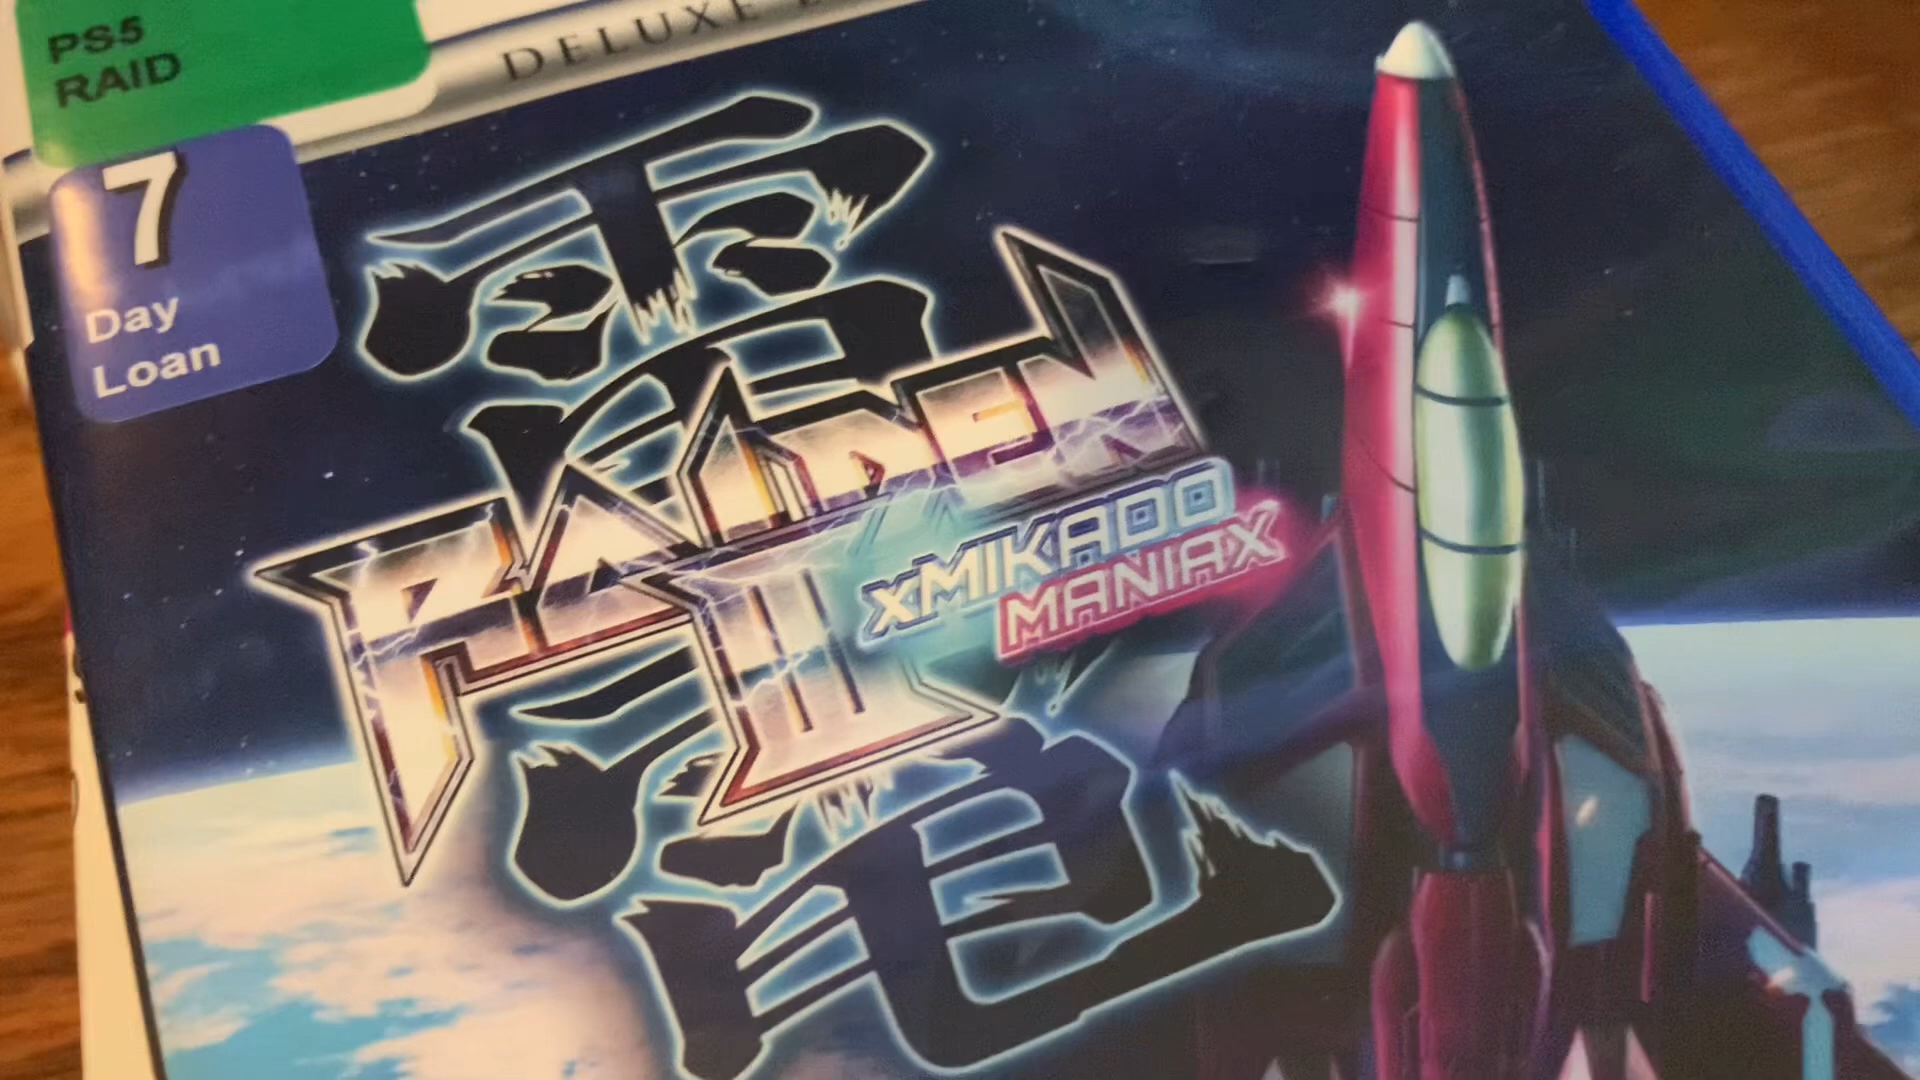 PS5
RAID
DELUXE
7
Day
Loan
雷電
RAIDEN
III
xMIKADO
MANIAX